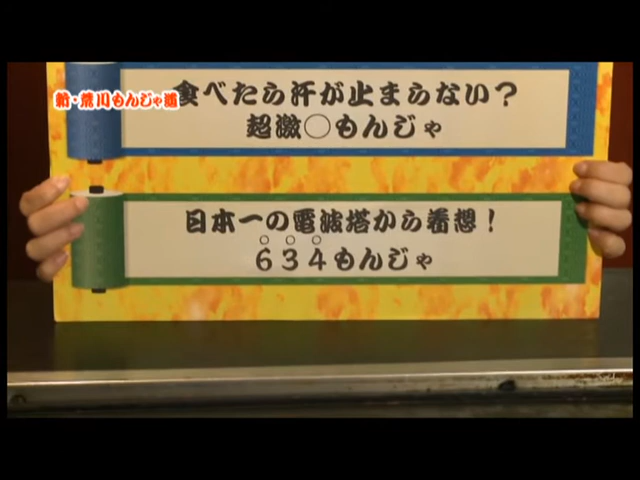 新・荒川もんじゃ道
食べたら汗が止まらない？
超激○もんじゃ
日本一の電波塔から着想！
○○○
634もんじゃ